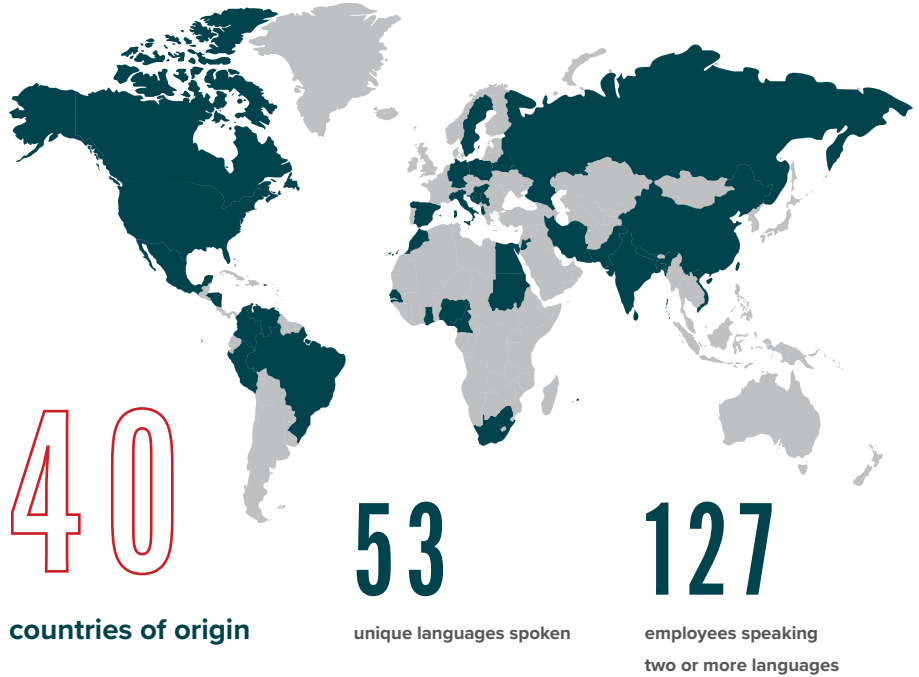 40
countries of origin
53
unique languages spoken
127
employees speaking
two or more languages